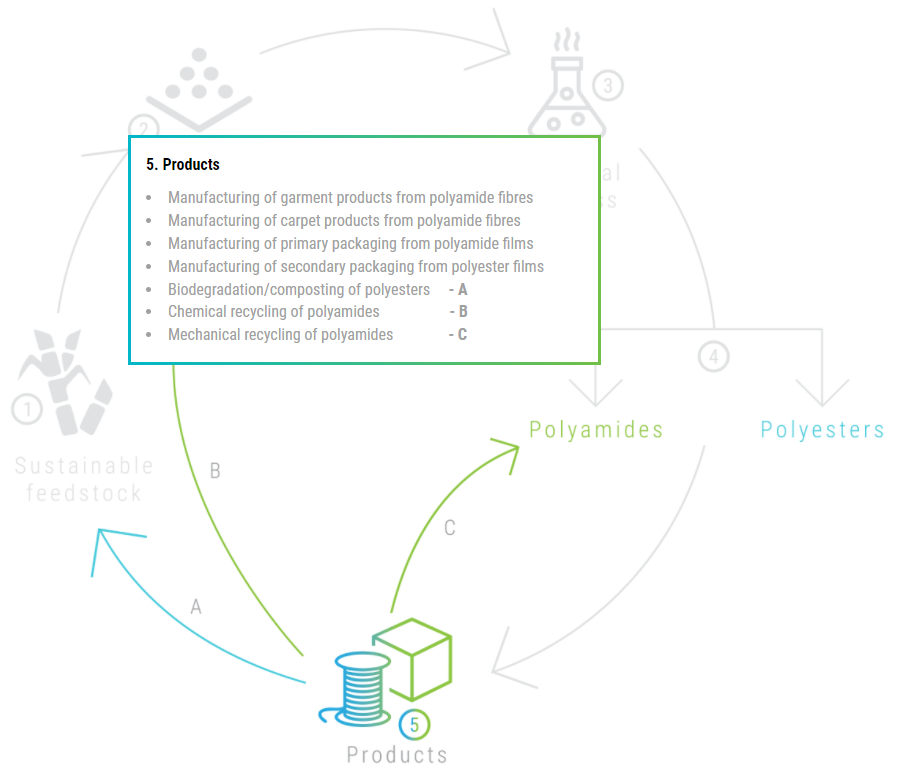 3
2
5. Products
• Manufacturing of garment products from polyamide fibres
• Manufacturing of carpet products from polyamide fibres
• Manufacturing of primary packaging from polyamide films
• Manufacturing of secondary packaging from polyester films
• Biodegradation/composting of polyesters - A
• Chemical recycling of polyamides - B
• Mechanical recycling of polyamides - C
4
1
Polyamides
Polyesters
Sustainable
feedstock
B
C
A
5
Products